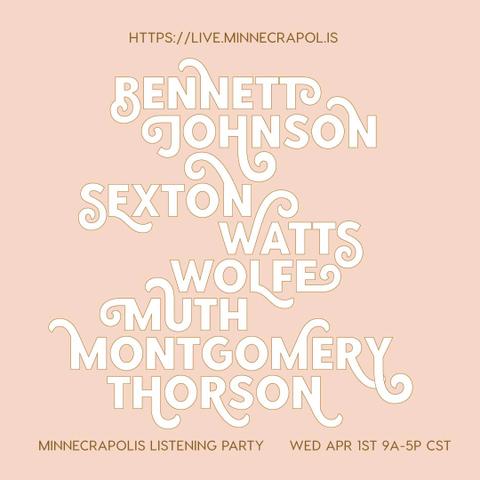 HTTPS://LIVE.MINNECRAPOL.IS
BENNETT
JOHNSON
SEXTON
WATTS
WOLFE
MUTH
MONTGOMERY
THORSON
MINNECRAPOLIS LISTENING PARTY WED APR 1ST 9A-5P CST